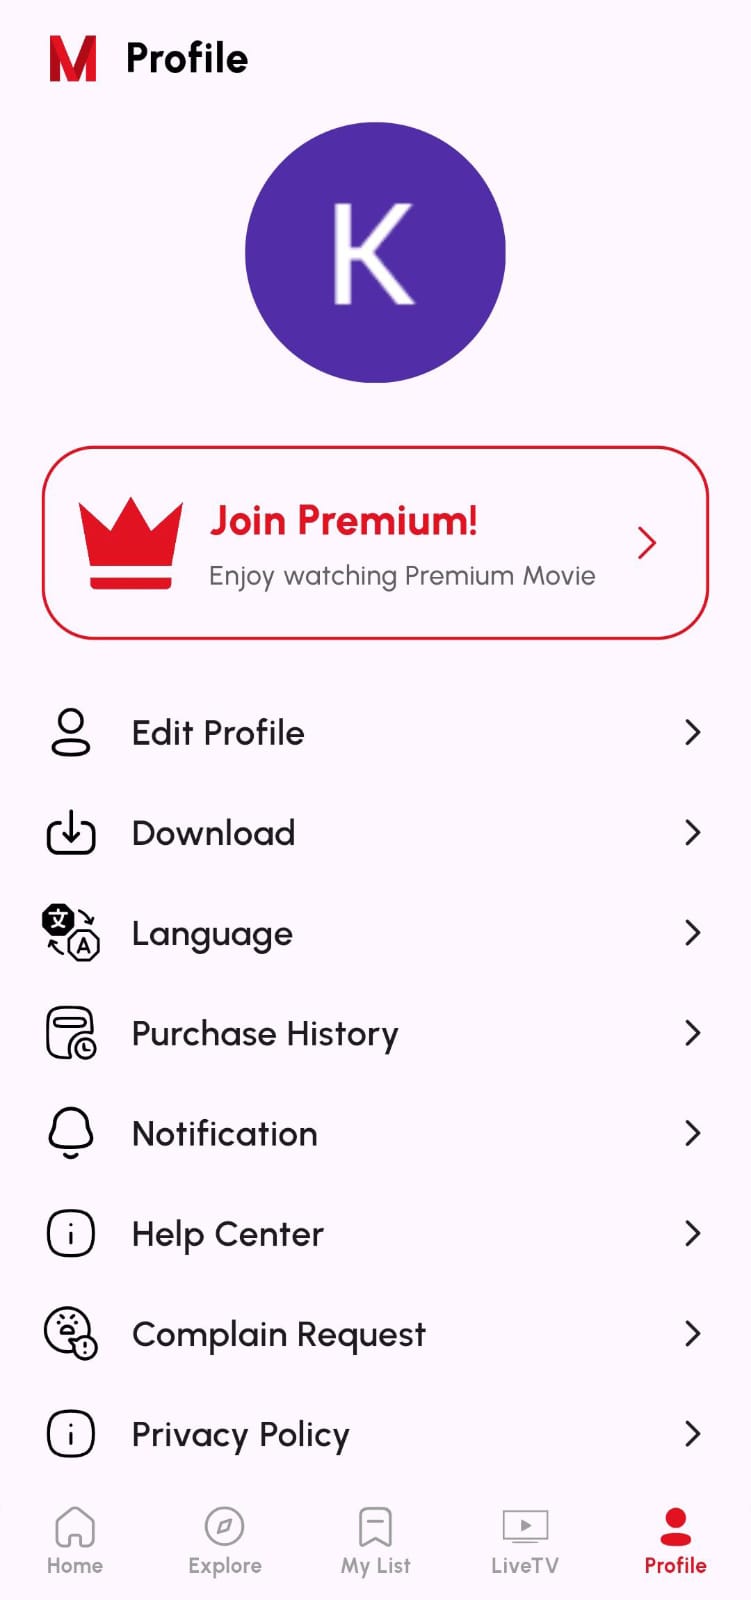 M Profile
K
Join Premium!
Enjoy watching Premium Movie
Edit Profile
Download
文 A
Language
Purchase History
Notification
Help Center
Complain Request
Privacy Policy
Home Explore My List LiveTV Profile